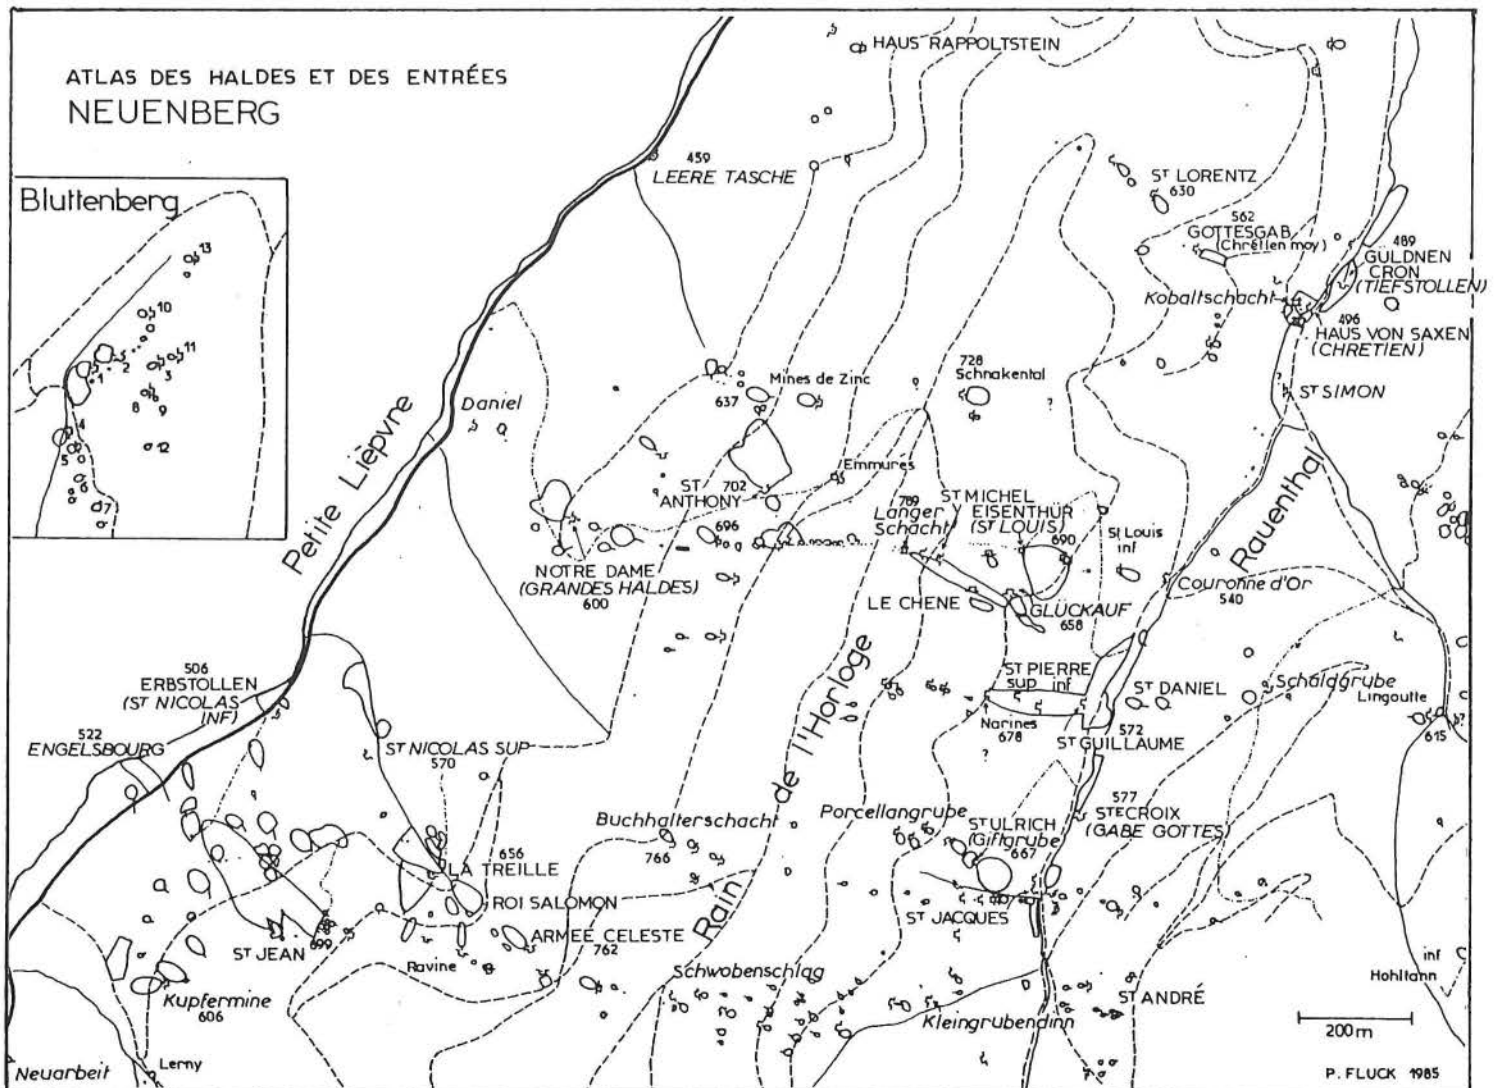 ATLAS DES HALDES ET DES ENTRÉES
NEUENBERG
Bluttenberg
13
10
11
1
2
3
8
9
4
5
12
6
7
HAUS RAPPOLTSTEIN
459
LEERE TASCHE
ST LORENTZ
630
562
GOTTESGAB
(Chrétien moy)
489
GÜLDNEN
CRON
(TIEFSTOLLEN)
Kobaltschacht
496
HAUS VON SAXEN
(CHRETIEN)
ST SIMON
Petite Lièpvre
Daniel
637
Mines de Zinc
728
Schnakental
?
Emmurés
ST
ANTHONY
702
696
789
Langer
Schacht
ST MICHEL
EISENTHÜR
(ST LOUIS)
690
St Louis
inf
Rauenthal
Couronne d'Or
540
NOTRE DAME
(GRANDES HALDES)
600
LE CHENE
GLÜCKAUF
658
506
ERBSTOLLEN
(ST NICOLAS
INF)
522
ENGELSBOURG
ST NICOLAS SUP
570
Rain de l'Horloge
ST PIERRE
sup inf
Narines
678
?
ST DANIEL
572
ST GUILLAUME
Schaldgrube
Lingoutte
?
615
577
STE CROIX
(GABE GOTTES)
Buchhalterschacht
766
Porcellangrube
ST ULRICH
(Giftgrube)
667
656
LA TREILLE
ROI SALOMON
ARMEE CELESTE
762
ST JACQUES
ST JEAN
699
Ravine
Kupfermine
606
Schwobenschlag
Kleingrubendinn
ST ANDRÉ
inf
Hohltann
200m
Neuarbeit
Lerny
P. FLUCK 1985